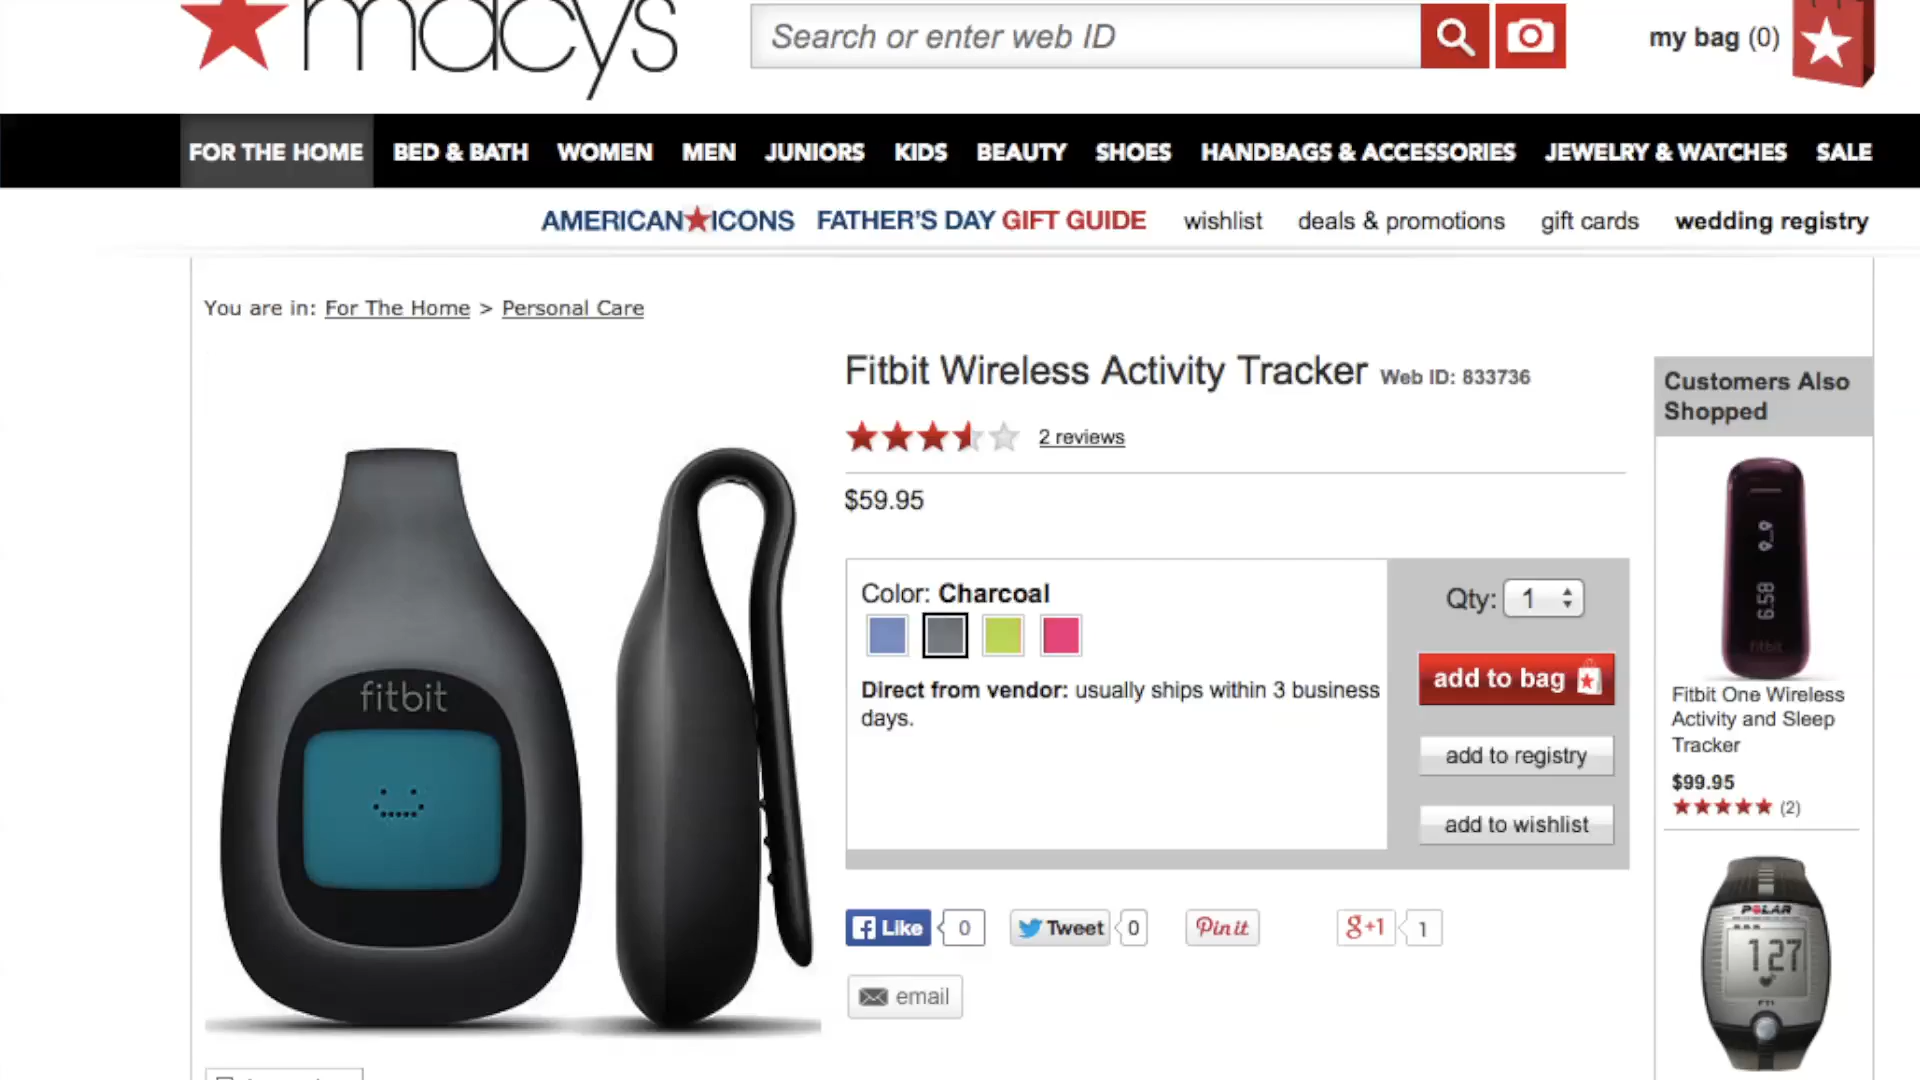 macys
Search or enter web ID
my bag (0)
FOR THE HOME BED & BATH WOMEN MEN JUNIORS KIDS BEAUTY SHOES HANDBAGS & ACCESSORIES JEWELRY & WATCHES SALE
AMERICAN ICONS FATHER'S DAY GIFT GUIDE wishlist deals & promotions gift cards wedding registry
You are in: For The Home > Personal Care
Fitbit Wireless Activity Tracker Web ID: 833736
2 reviews
$59.95
Color: Charcoal
Direct from vendor: usually ships within 3 business
days.
Qty: 1
add to bag
add to registry
add to wishlist
Like 0 Tweet 0 Pin it g+1 1
email
fitbit
Customers Also
Shopped
6.58
fitbit
Fitbit One Wireless
Activity and Sleep
Tracker
$99.95
(2)
POLAR
127
FT1